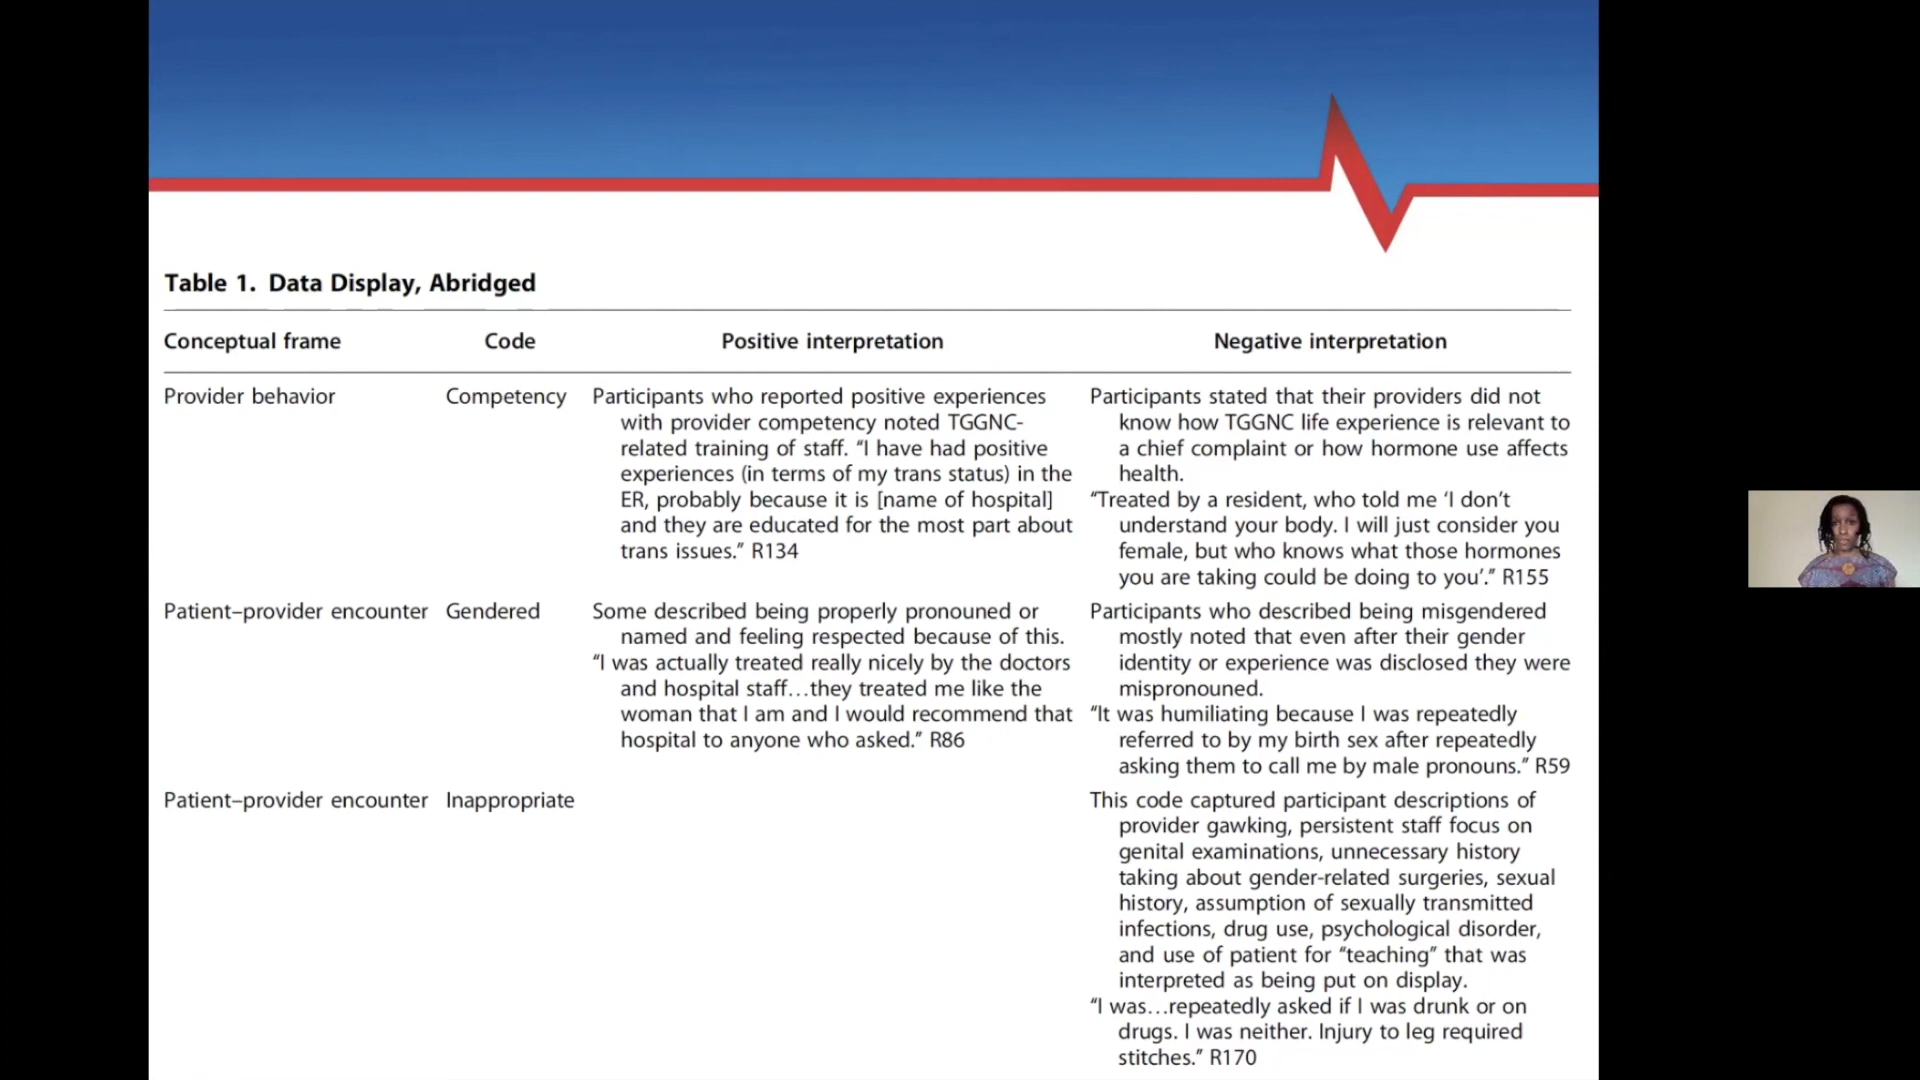 Table 1. Data Display, Abridged
Conceptual frame Code Positive interpretation Negative interpretation
Provider behavior Competency
Participants who reported positive experiences
with provider competency noted TGGNC-
related training of staff. “I have had positive
experiences (in terms of my trans status) in the
ER, probably because it is [name of hospital]
and they are educated for the most part about
trans issues.” R134
Participants stated that their providers did not
know how TGGNC life experience is relevant to
a chief complaint or how hormone use affects
health.
“Treated by a resident, who told me ‘I don’t
understand your body. I will just consider you
female, but who knows what those hormones
you are taking could be doing to you’.” R155
Patient–provider encounter Gendered
Some described being properly pronouned or
named and feeling respected because of this.
“I was actually treated really nicely by the doctors
and hospital staff…they treated me like the
woman that I am and I would recommend that
hospital to anyone who asked.” R86
Participants who described being misgendered
mostly noted that even after their gender
identity or experience was disclosed they were
mispronouned.
“It was humiliating because I was repeatedly
referred to by my birth sex after repeatedly
asking them to call me by male pronouns.” R59
Patient–provider encounter Inappropriate
This code captured participant descriptions of
provider gawking, persistent staff focus on
genital examinations, unnecessary history
taking about gender-related surgeries, sexual
history, assumption of sexually transmitted
infections, drug use, psychological disorder,
and use of patient for “teaching” that was
interpreted as being put on display.
“I was…repeatedly asked if I was drunk or on
drugs. I was neither. Injury to leg required
stitches.” R170